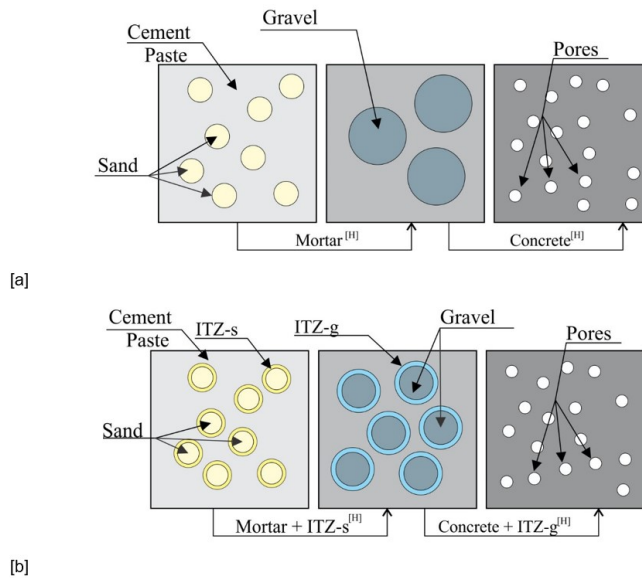 Gravel
Cement
Paste
Pores
Sand
Mortar[H]
Concrete[H]
[a]
Cement
Paste
ITZ-s
ITZ-g
Gravel
Pores
Sand
Mortar + ITZ-s[H]
Concrete + ITZ-g[H]
[b]